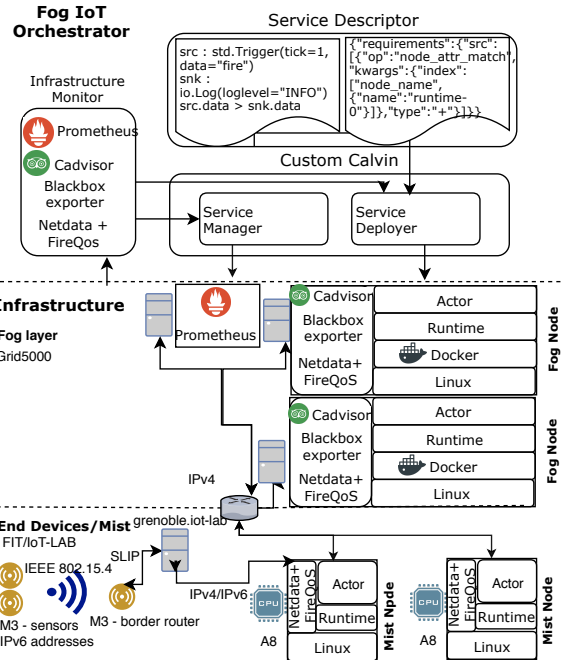 Fog IoT
Orchestrator
Service Descriptor
src : std.Trigger(tick=1,
data="fire")
snk :
io.Log(loglevel="INFO")
src.data > snk.data
{"requirements":{"src":
[{"op":"node_attr_match",
"kwargs":{"index":
["node_name",
{"name":"runtime-
0"}]},"type":"+"}]}}
Infrastructure
Monitor
Prometheus
Cadvisor
Blackbox
exporter
Netdata +
FireQos
Custom Calvin
Service
Manager
Service
Deployer
Infrastructure
Fog layer
Grid5000
Prometheus
Cadvisor
Blackbox
exporter
Netdata+
FireQoS
Actor
Runtime
Docker
Linux
Fog Node
Cadvisor
Blackbox
exporter
Netdata+
FireQoS
Actor
Runtime
Docker
Linux
Fog Node
IPv4
End Devices/Mist
FIT/IoT-LAB
grenoble.iot-lab
SLIP
IEEE 802.15.4
IPv4/IPv6
M3 - sensors
IPv6 addresses
M3 - border router
CPU
A8
Netdata+
FireQoS
Actor
Runtime
Linux
Mist Npde
CPU
A8
Netdata+
FireQoS
Actor
Runtime
Linux
Mist Node